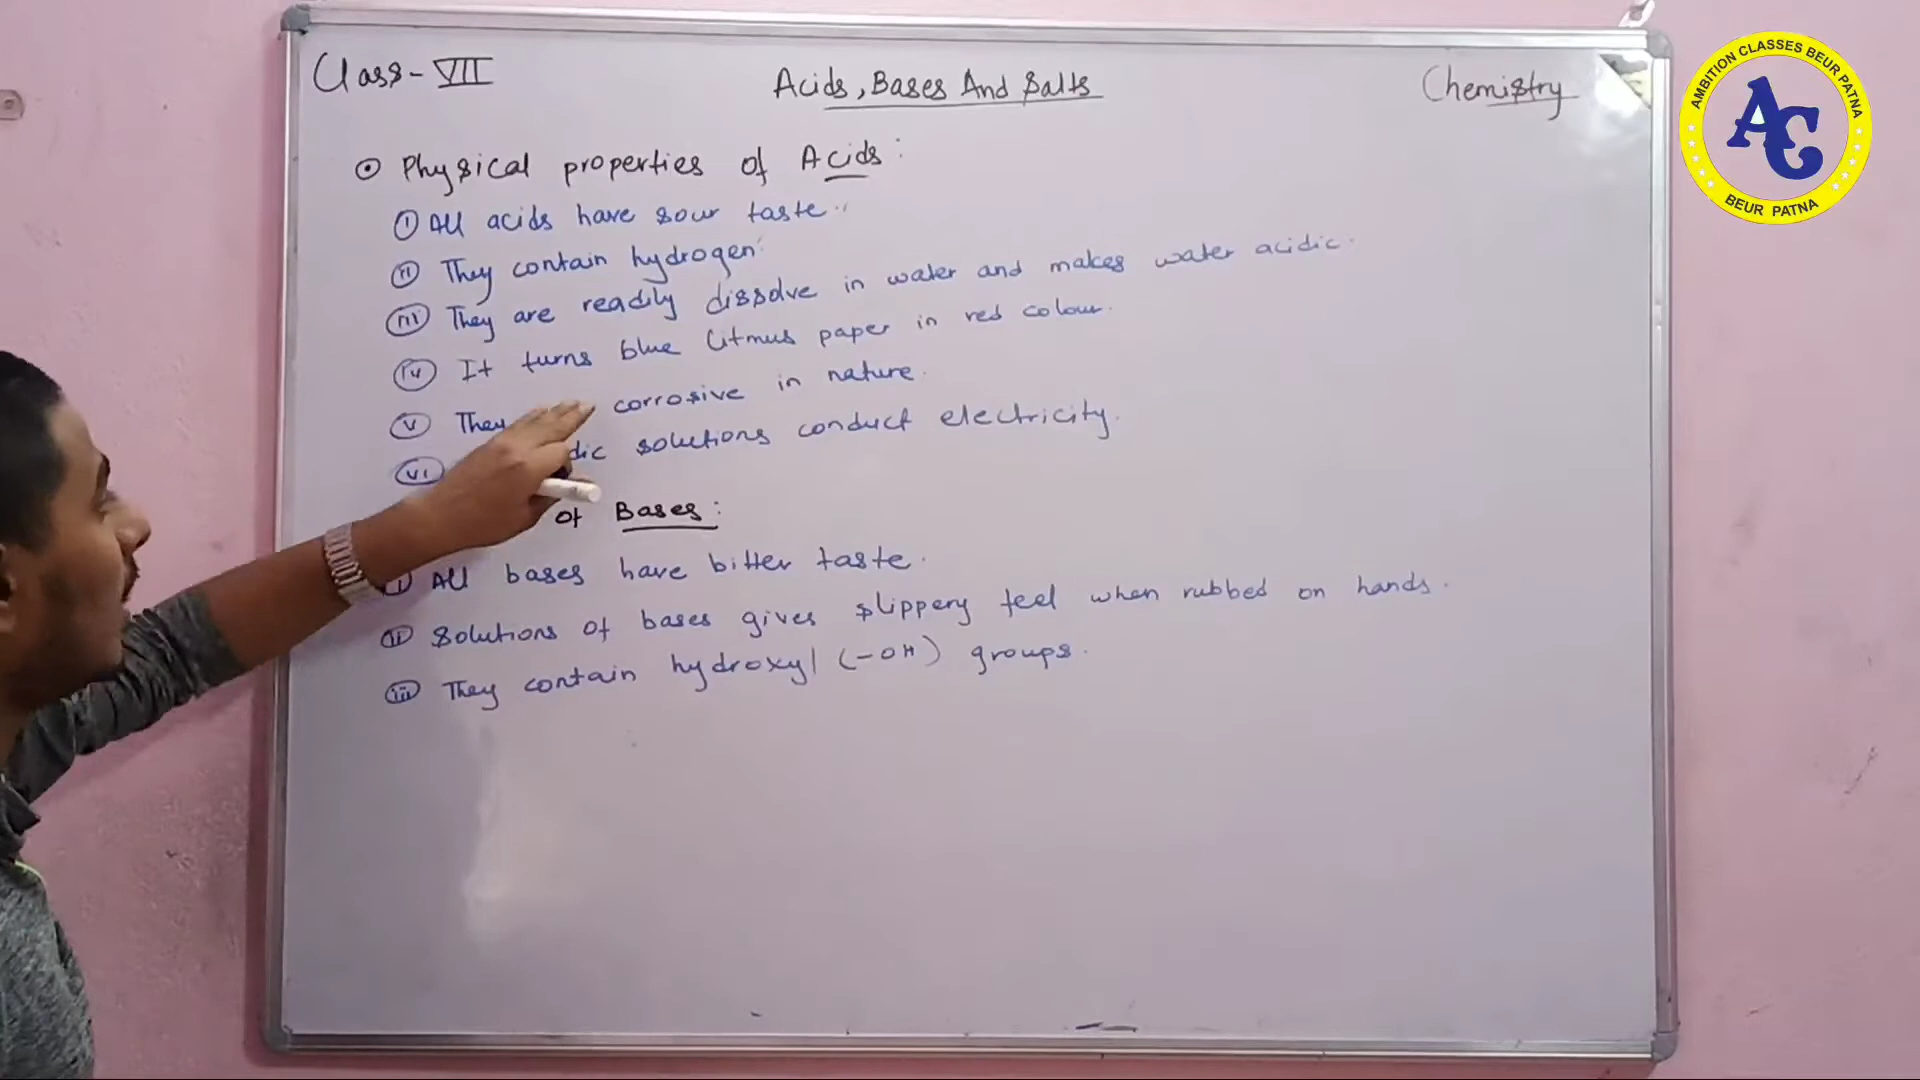 Class - VII
Acids, Bases And Salts
Chemistry
AMBITION CLASSES BEUR PATNA
AC
BEUR PATNA
Physical properties of Acids:
(i) All acids have sour taste.
(ii) They contain hydrogen.
(iii) They are readily dissolve in water and makes water acidic.
(iv) It turns blue litmus paper in red colour.
(v) They corrosive in nature.
(vi) dic solutions conduct electricity.
of Bases:
(i) All bases have bitter taste.
(ii) Solutions of bases gives slippery feel when rubbed on hands.
(iii) They contain hydroxyl (-OH) groups.